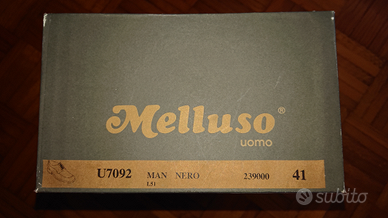 Melluso®
uomo
U7092 MAN NERO 239000 41
L51
subito